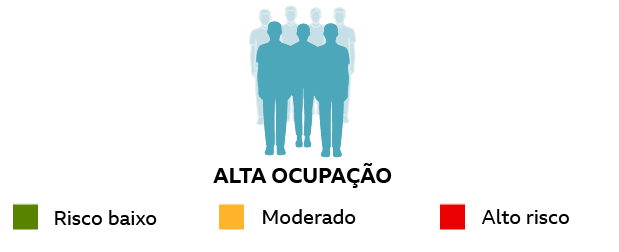 ALTA OCUPAÇÃO
Risco baixo Moderado Alto risco